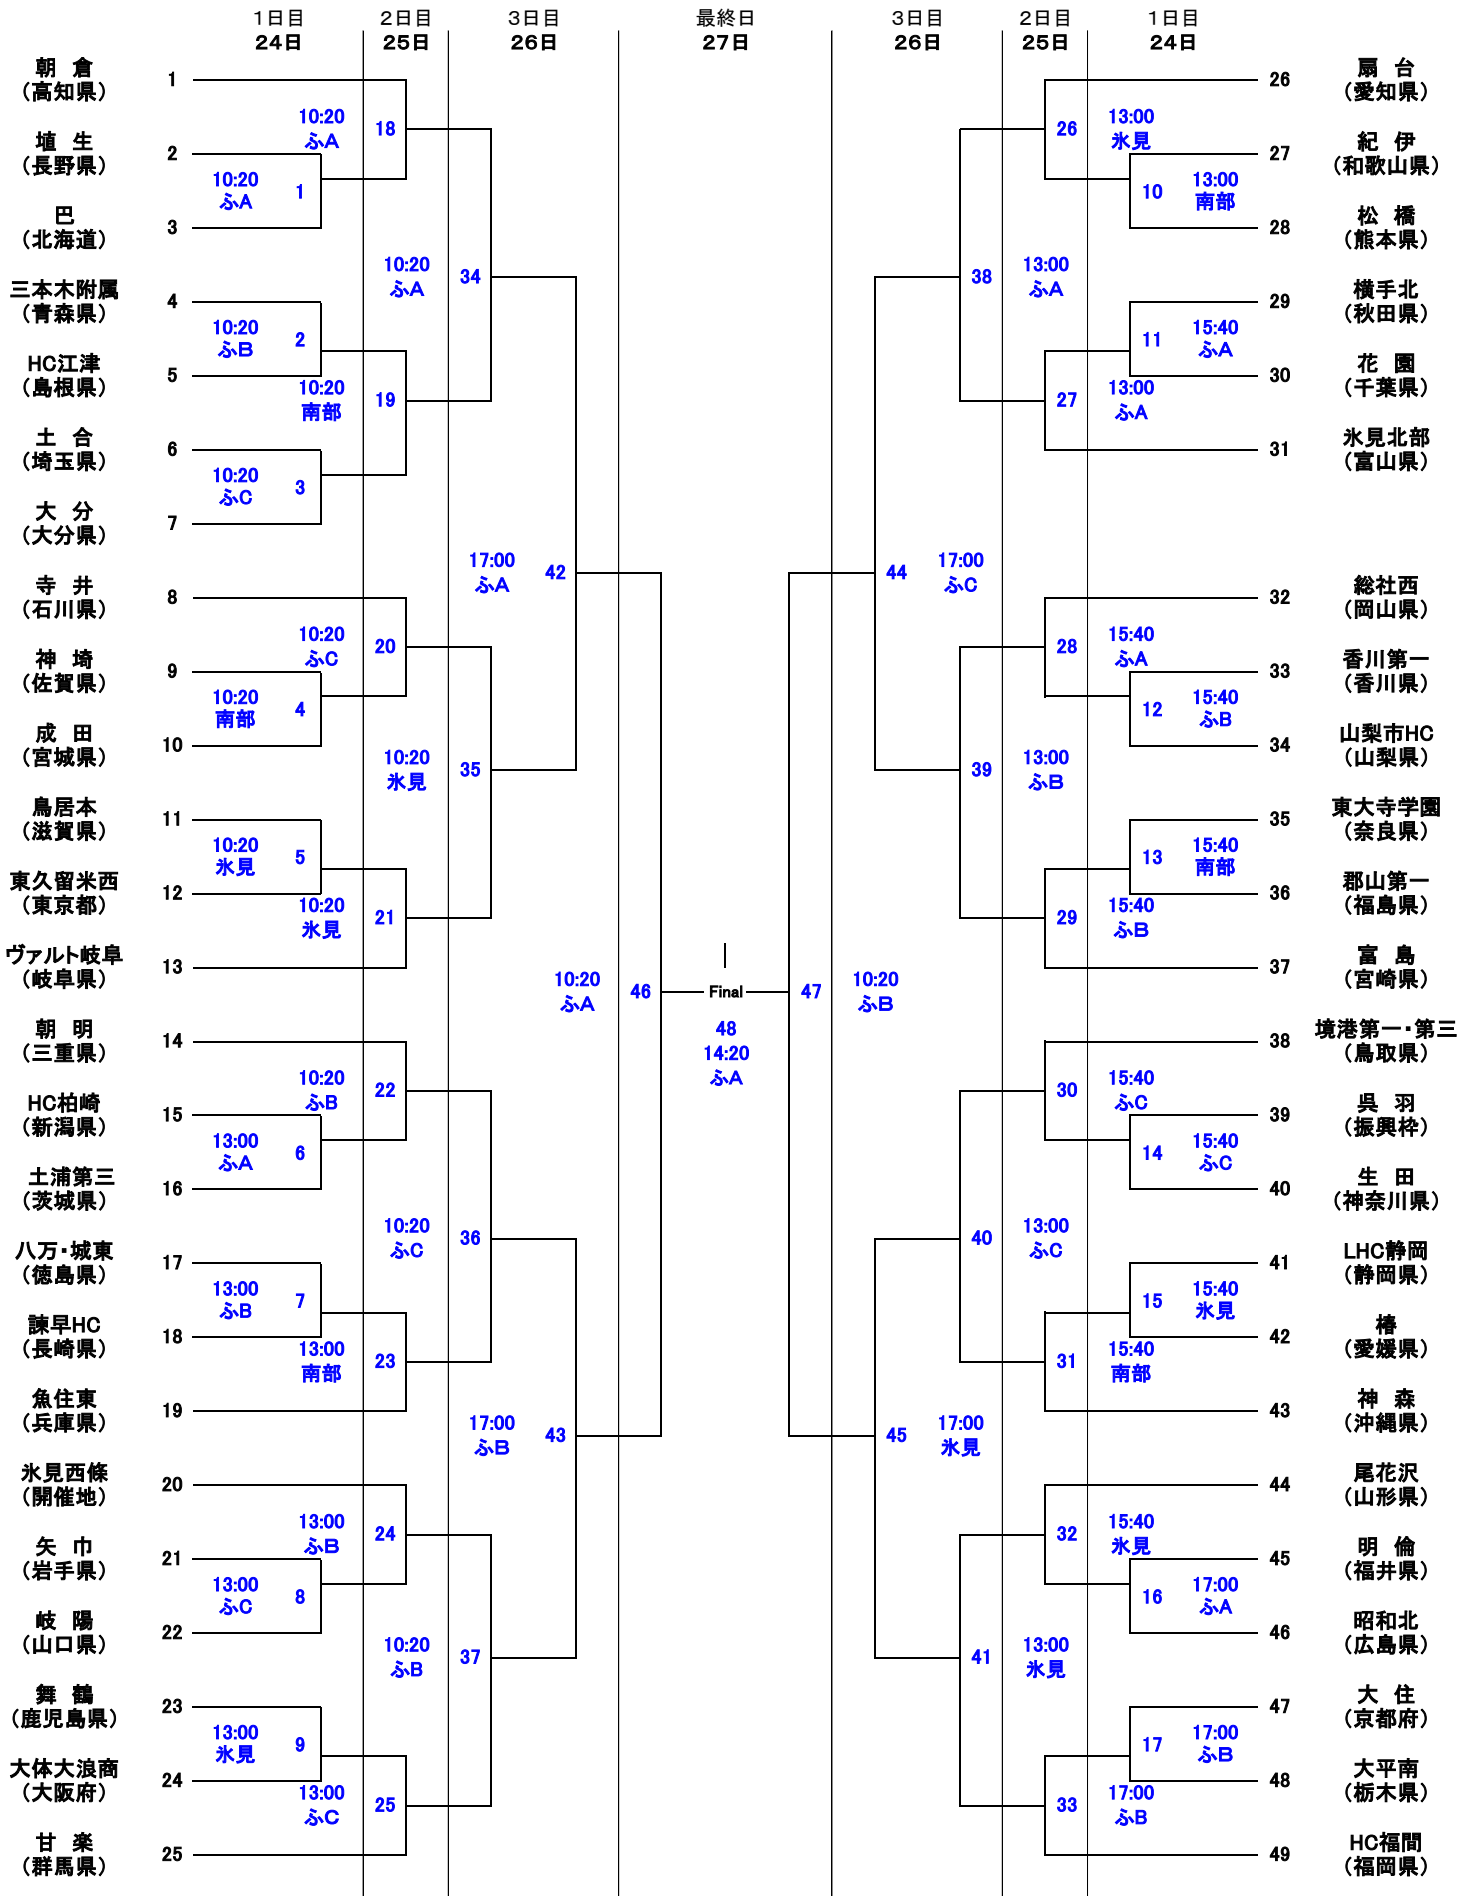 1日目 2日目 3日目 最終日 3日目 2日目 1日目
24日 25日 26日 27日 26日 25日 24日
朝 倉
(高知県)
1
10:20
ふA
18
埴 生
(長野県)
2
10:20
ふA
1
巴
(北海道)
3
10:20
ふA
34
三本木附属
(青森県)
4
10:20
ふB
2
HC江津
(島根県)
5
10:20
南部
19
土 合
(埼玉県)
6
10:20
ふC
3
大 分
(大分県)
7
17:00
ふA
42
寺 井
(石川県)
8
10:20
ふC
20
神 埼
(佐賀県)
9
10:20
南部
4
成 田
(宮城県)
10
10:20
氷見
35
鳥居本
(滋賀県)
11
10:20
氷見
5
東久留米西
(東京都)
12
10:20
氷見
21
ヴァルト岐阜
(岐阜県)
13
10:20
ふA
46
朝 明
(三重県)
14
10:20
ふB
22
HC柏崎
(新潟県)
15
13:00
ふA
6
土浦第三
(茨城県)
16
10:20
ふC
36
八万・城東
(徳島県)
17
13:00
ふB
7
諫早HC
(長崎県)
18
13:00
南部
23
魚住東
(兵庫県)
19
17:00
ふB
43
氷見西條
(開催地)
20
13:00
ふB
24
矢 巾
(岩手県)
21
13:00
ふC
8
岐 陽
(山口県)
22
10:20
ふB
37
舞 鶴
(鹿児島県)
23
13:00
氷見
9
大体大浪商
(大阪府)
24
13:00
ふC
25
甘 楽
(群馬県)
25
Final
48
14:20
ふA
26
扇 台
(愛知県)
26
13:00
氷見
27
紀 伊
(和歌山県)
10
13:00
南部
28
松 橋
(熊本県)
38
13:00
ふA
29
横手北
(秋田県)
11
15:40
ふA
30
花 園
(千葉県)
27
13:00
ふA
31
氷見北部
(富山県)
44
17:00
ふC
32
総社西
(岡山県)
28
15:40
ふA
33
香川第一
(香川県)
12
15:40
ふB
34
山梨市HC
(山梨県)
39
13:00
ふB
35
東大寺学園
(奈良県)
13
15:40
南部
36
郡山第一
(福島県)
29
15:40
ふB
37
富 島
(宮崎県)
47
10:20
ふB
38
境港第一・第三
(鳥取県)
30
15:40
ふC
39
呉 羽
(振興枠)
14
15:40
ふC
40
生 田
(神奈川県)
40
13:00
ふC
41
LHC静岡
(静岡県)
15
15:40
氷見
42
椿
(愛媛県)
31
15:40
南部
43
神 森
(沖縄県)
45
17:00
氷見
44
尾花沢
(山形県)
32
15:40
氷見
45
明 倫
(福井県)
16
17:00
ふA
46
昭和北
(広島県)
41
13:00
氷見
47
大 住
(京都府)
17
17:00
ふB
48
大平南
(栃木県)
33
17:00
ふB
49
HC福間
(福岡県)